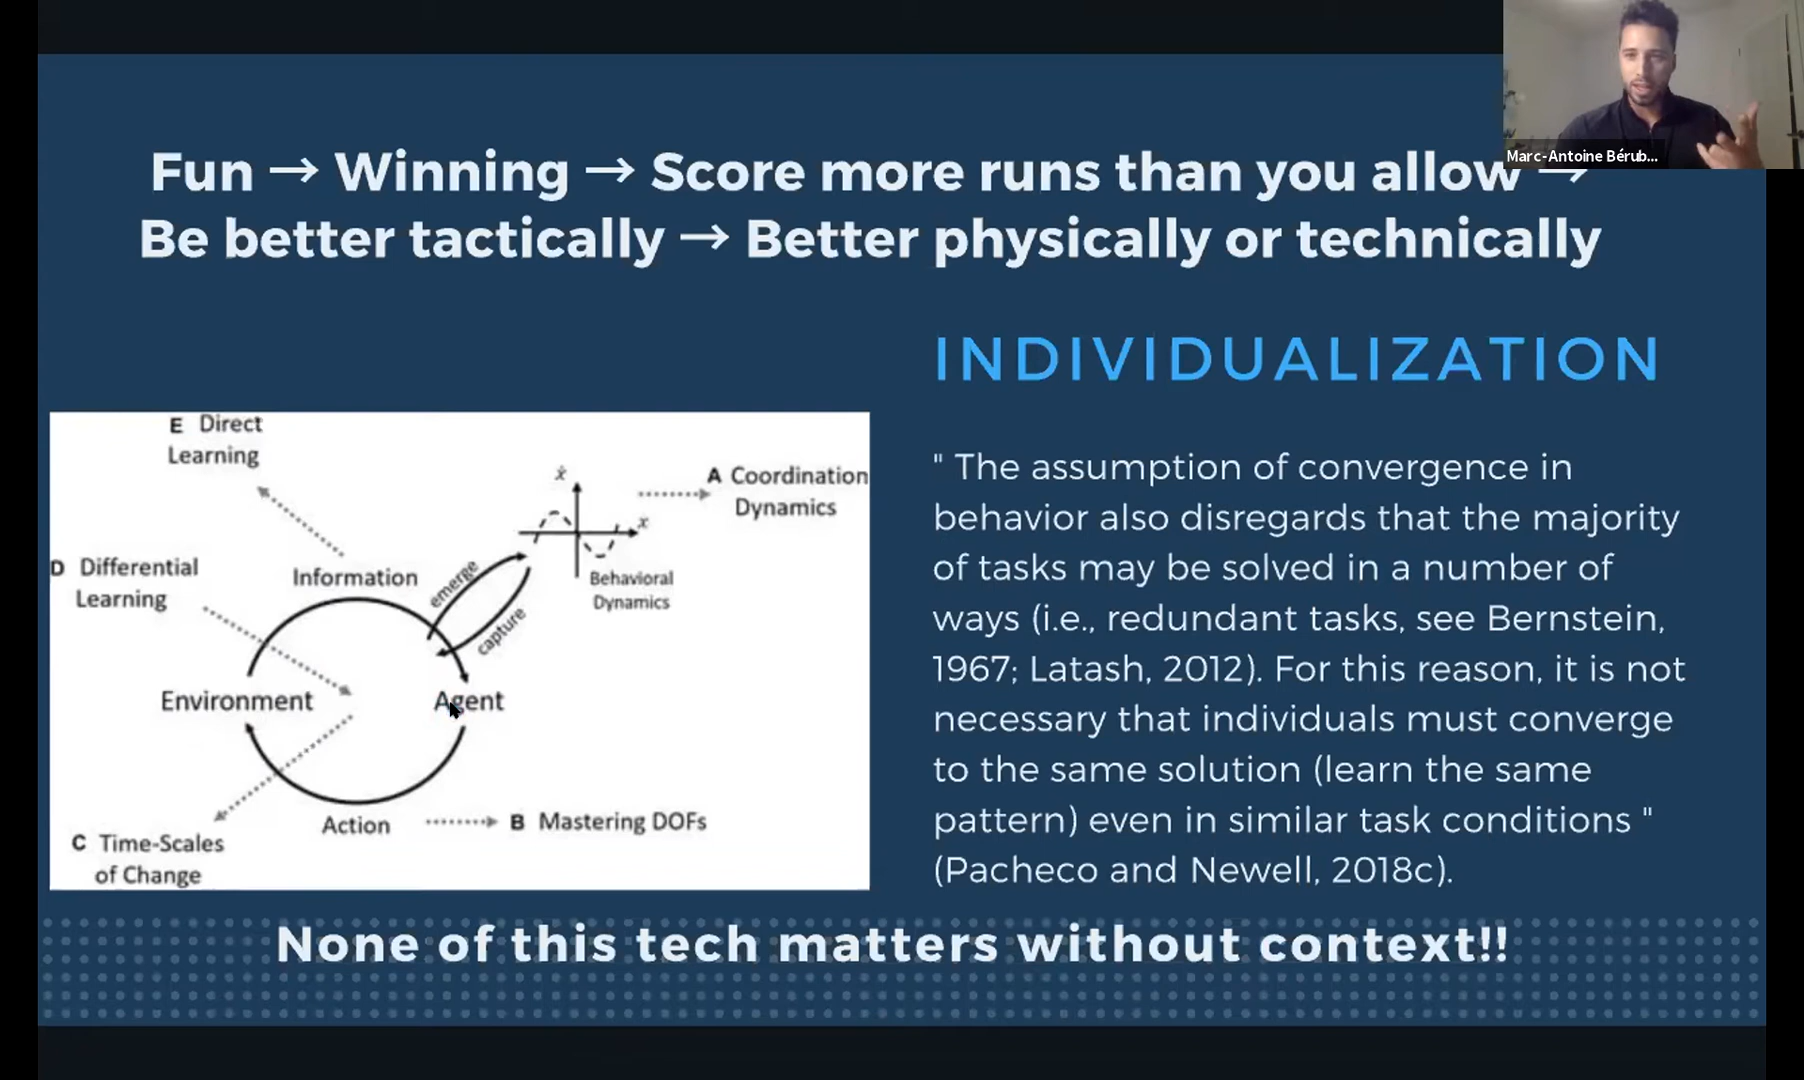 Fun → Winning → Score more runs than you allow →
Be better tactically → Better physically or technically
Marc-Antoine Bérub...
INDIVIDUALIZATION
" The assumption of convergence in
behavior also disregards that the majority
of tasks may be solved in a number of
ways (i.e., redundant tasks, see Bernstein,
1967; Latash, 2012). For this reason, it is not
necessary that individuals must converge
to the same solution (learn the same
pattern) even in similar task conditions "
(Pacheco and Newell, 2018c).
E Direct
Learning
ẋ
x
A Coordination
Dynamics
D Differential
Learning
Information
emerge
capture
Behavioral
Dynamics
Environment
Agent
Action
B Mastering DOFs
C Time-Scales
of Change
None of this tech matters without context!!